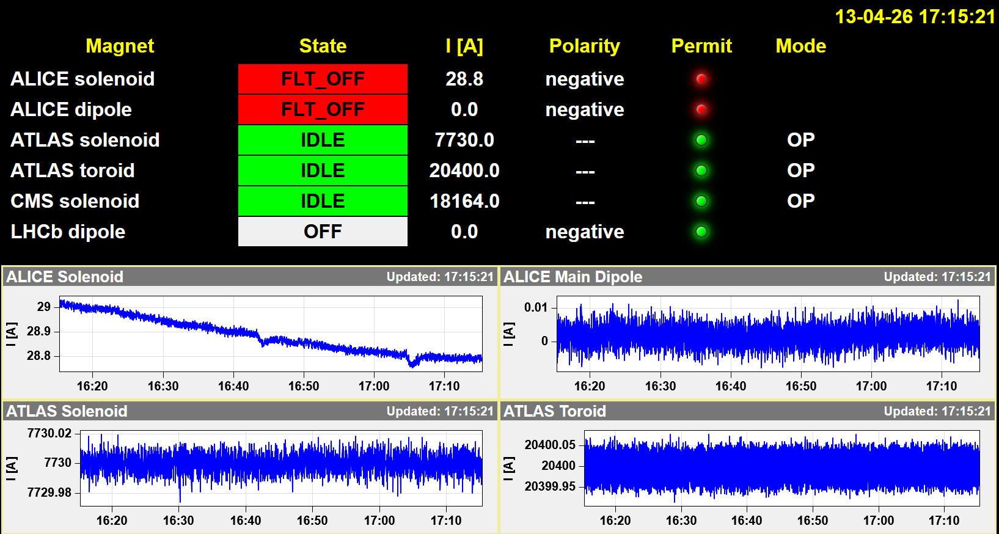 13-04-26 17:15:21
Magnet State I [A] Polarity Permit Mode
ALICE solenoid FLT_OFF 28.8 negative
ALICE dipole FLT_OFF 0.0 negative
ATLAS solenoid IDLE 7730.0 --- OP
ATLAS toroid IDLE 20400.0 --- OP
CMS solenoid IDLE 18164.0 --- OP
LHCb dipole OFF 0.0 negative
ALICE Solenoid Updated: 17:15:21
I [A]
29
28.9
28.8
16:20 16:30 16:40 16:50 17:00 17:10
ALICE Main Dipole Updated: 17:15:21
I [A]
0.01
0
16:20 16:30 16:40 16:50 17:00 17:10
ATLAS Solenoid Updated: 17:15:21
I [A]
7730.02
7730
7729.98
16:20 16:30 16:40 16:50 17:00 17:10
ATLAS Toroid Updated: 17:15:21
I [A]
20400.05
20400
20399.95
16:20 16:30 16:40 16:50 17:00 17:10